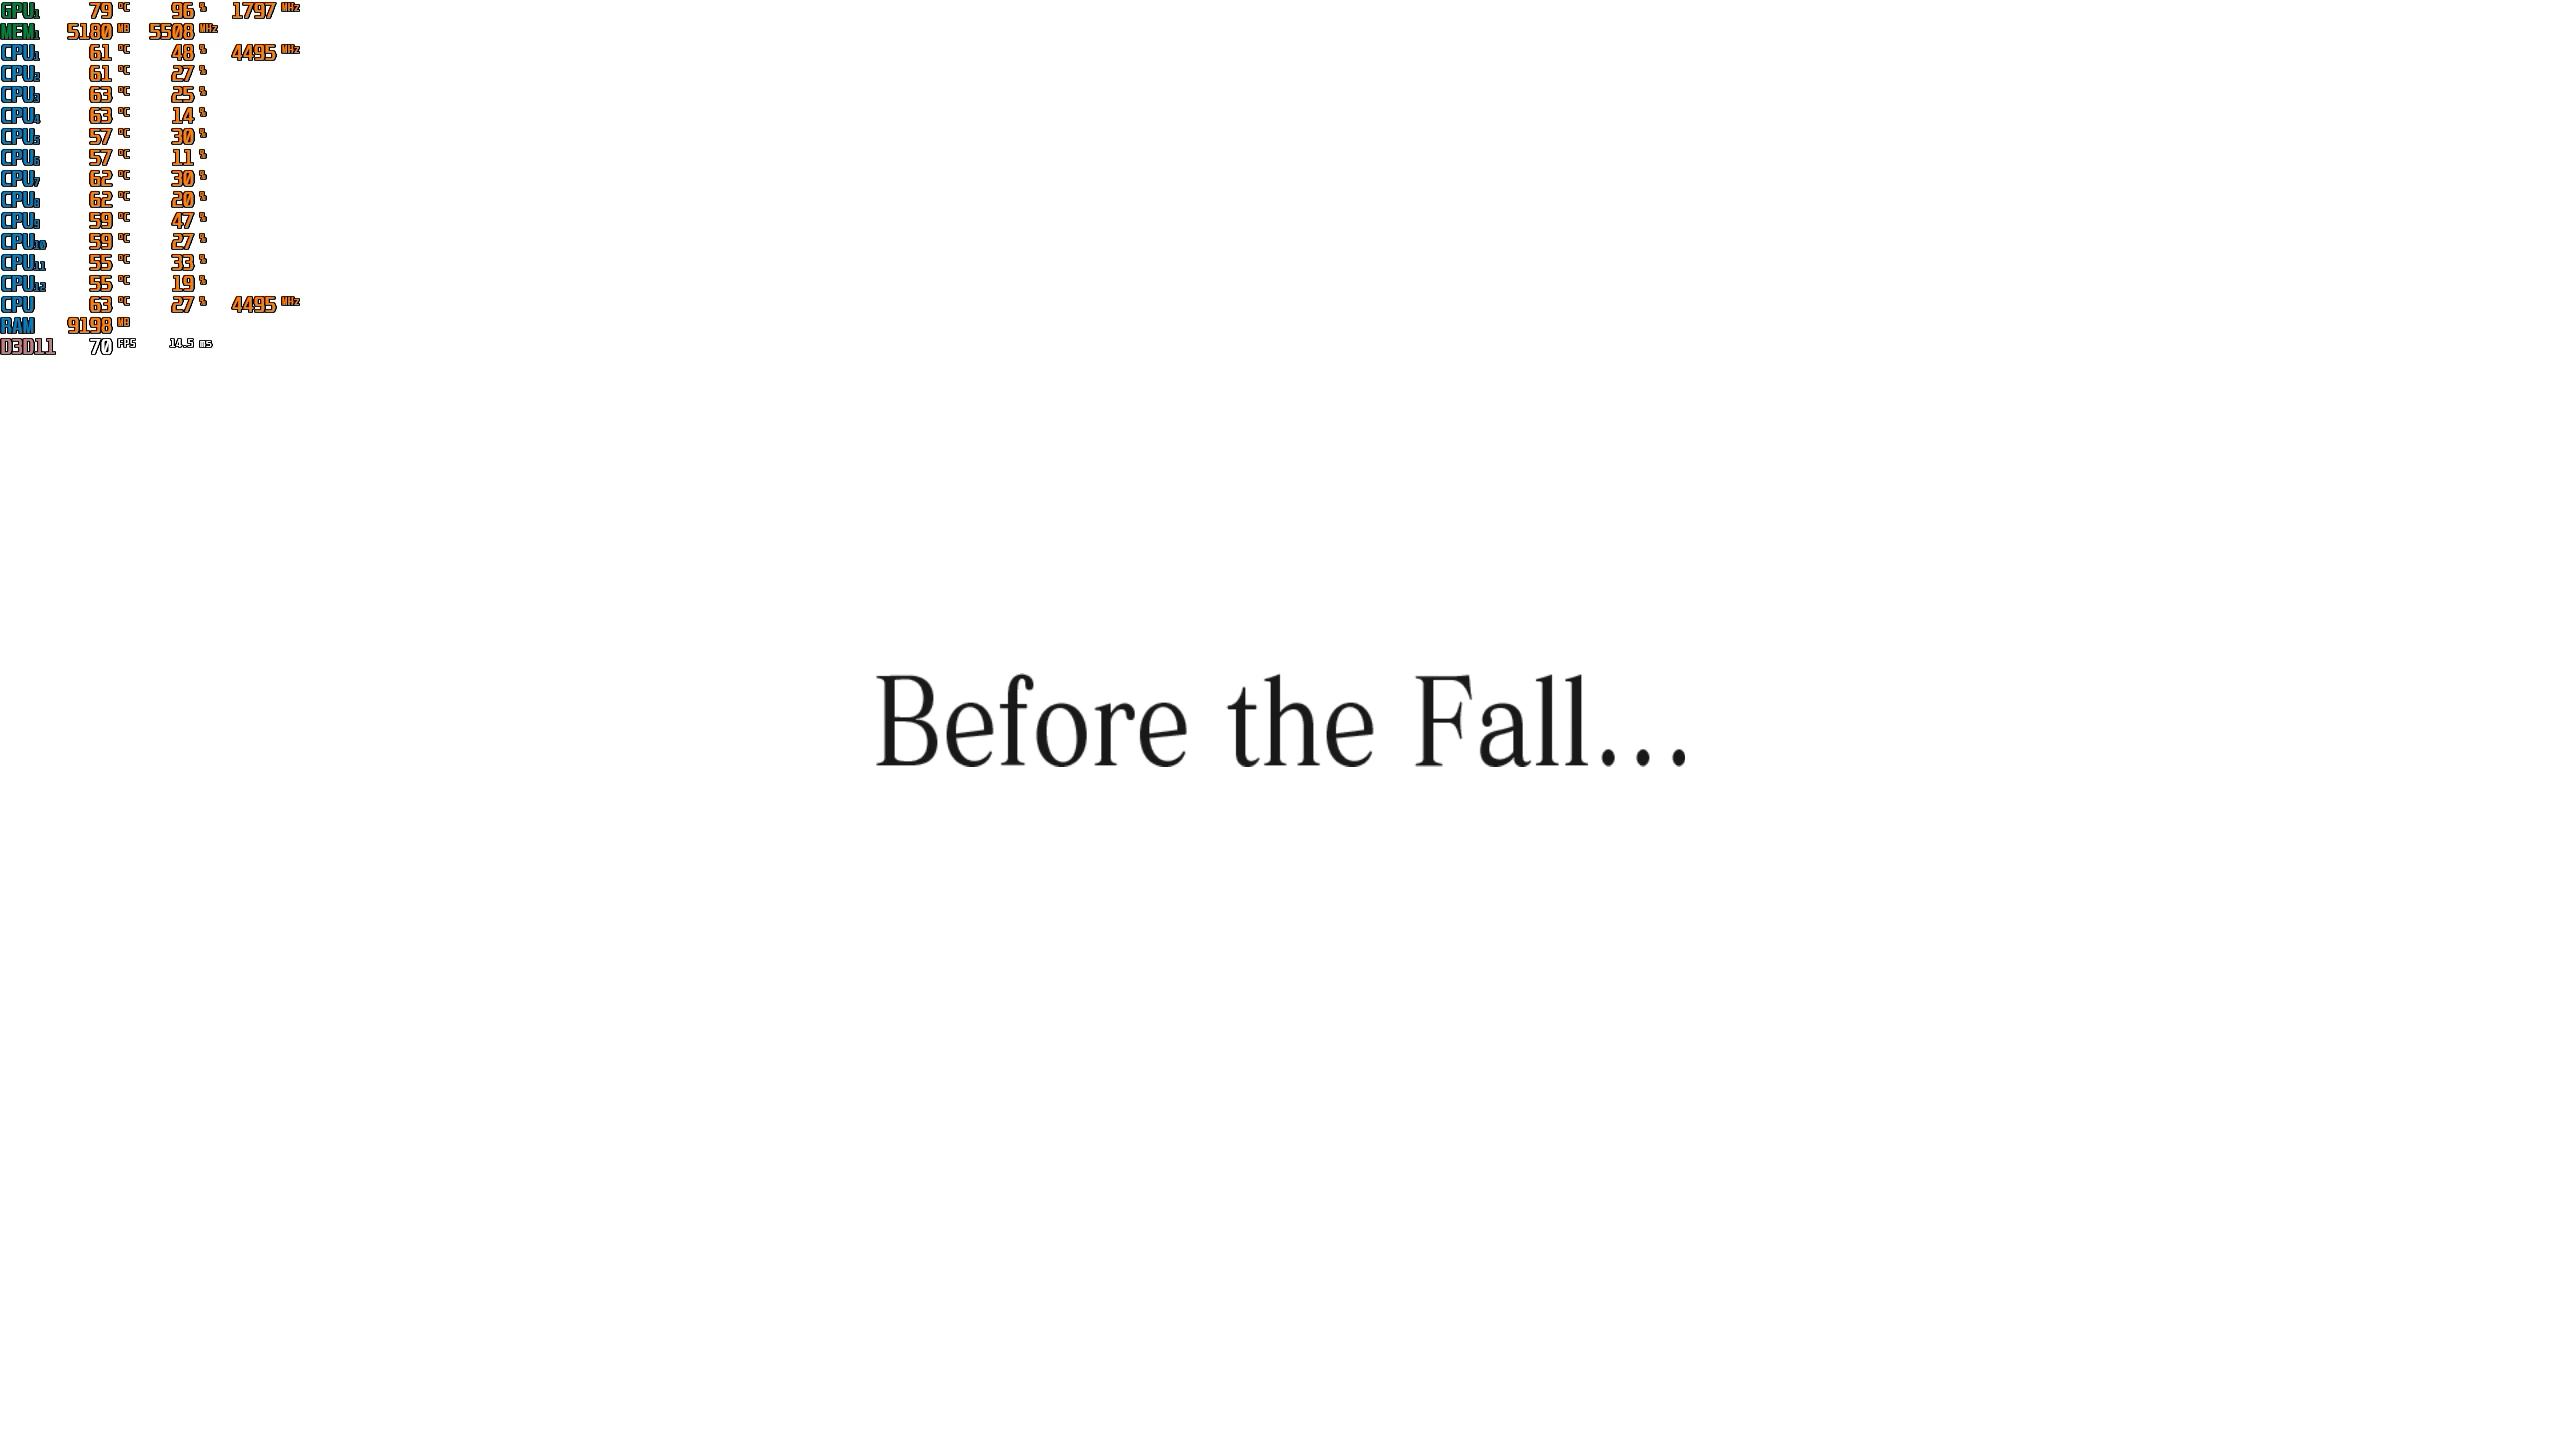 GPU1 79 °C 96 % 1797 MHz
MEM1 5180 MB 5508 MHz
CPU1 61 °C 48 % 4495 MHz
CPU2 61 °C 27 %
CPU3 63 °C 25 %
CPU4 63 °C 14 %
CPU5 57 °C 30 %
CPU6 57 °C 11 %
CPU7 62 °C 30 %
CPU8 62 °C 20 %
CPU9 59 °C 47 %
CPU10 59 °C 27 %
CPU11 55 °C 33 %
CPU12 55 °C 19 %
CPU 63 °C 27 % 4495 MHz
RAM 9198 MB
D3D11 70 FPS 14.5 ms
Before the Fall...